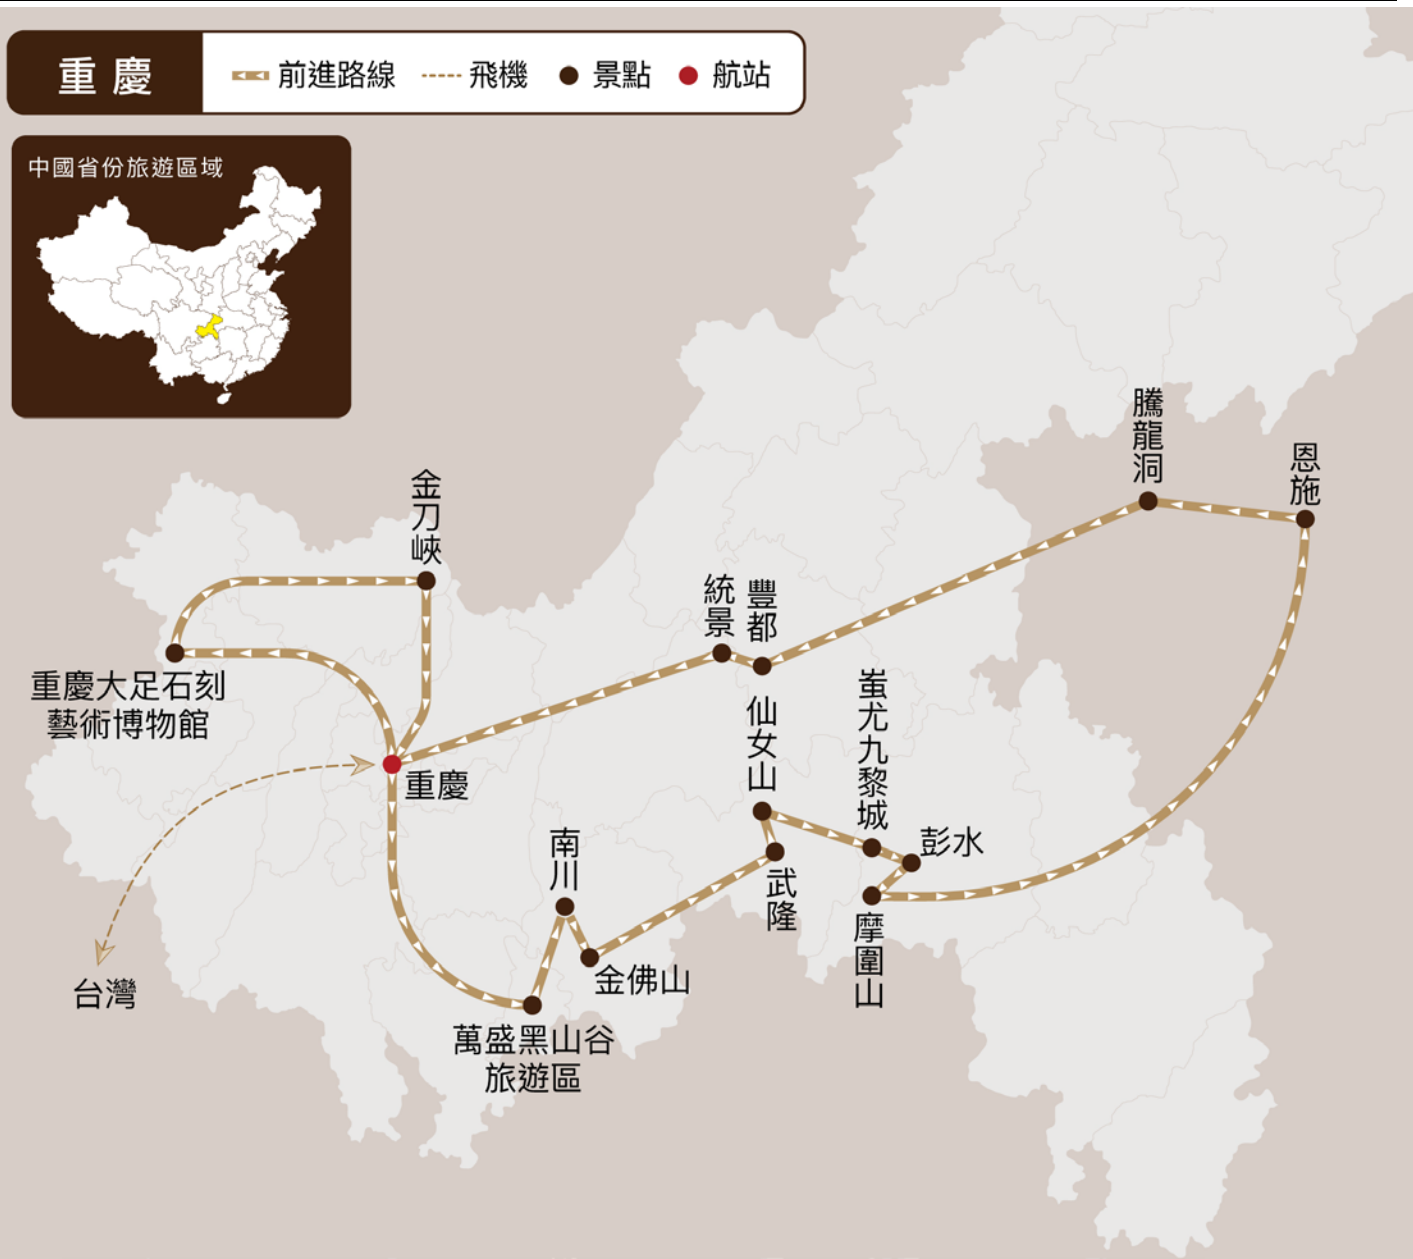 重慶
前進路線
飛機
景點
航站
中國省份旅遊區域
騰龍洞
恩施
金刀峽
統景
豐都
重慶大足石刻
藝術博物館
仙女山
蚩尤九黎城
重慶
南川
彭水
武隆
摩圍山
金佛山
台灣
萬盛黑山谷
旅遊區